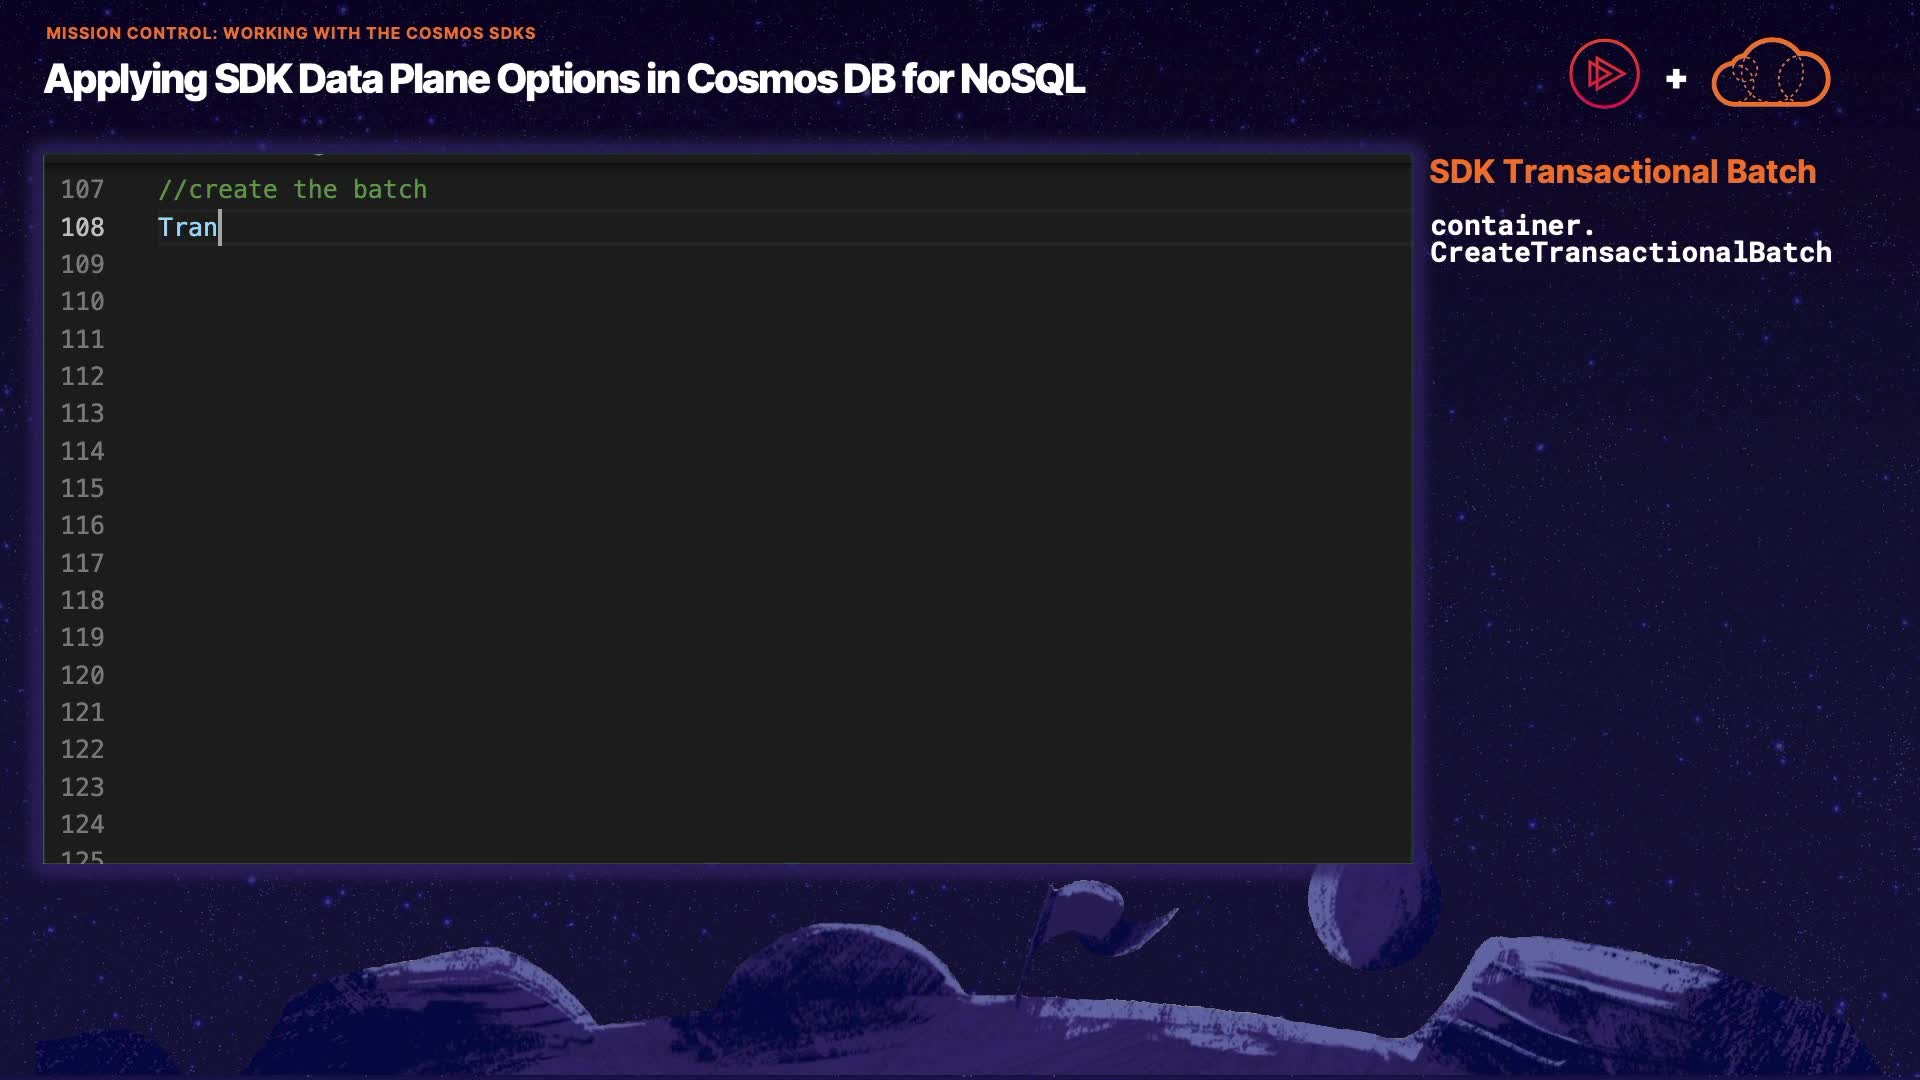 MISSION CONTROL: WORKING WITH THE COSMOS SDKS
Applying SDK Data Plane Options in Cosmos DB for NoSQL
107 //create the batch
108 Tran
109
110
111
112
113
114
115
116
117
118
119
120
121
122
123
124
125
SDK Transactional Batch
container.
CreateTransactionalBatch